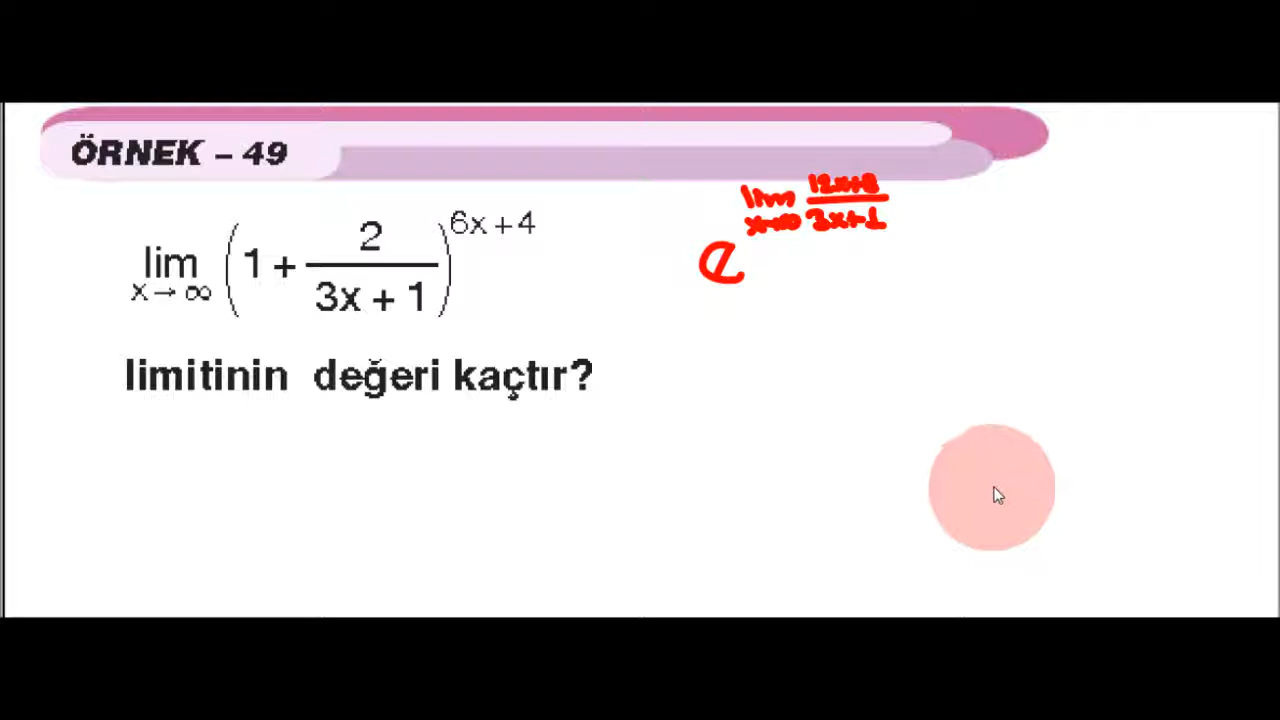 ÖRNEK – 49
lim x→∞ (1 + 2/(3x + 1))^(6x + 4)
e^(lim x→∞ (12x+8)/(3x+1))
limitinin değeri kaçtır?